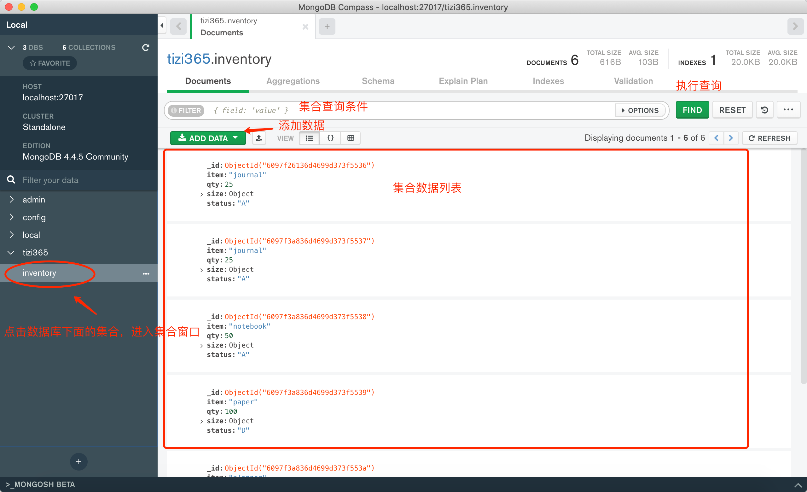 MongoDB Compass - localhost:27017/tizi365.inventory
Local
tizi365.inventory
Documents
3 DBS 6 COLLECTIONS
FAVORITE
HOST
localhost:27017
CLUSTER
Standalone
EDITION
MongoDB 4.4.5 Community
Filter your data
admin
config
local
tizi365
inventory
点击数据库下面的集合，进入集合窗口
>_MONGOSH BETA
tizi365.inventory
DOCUMENTS 6 TOTAL SIZE 616B AVG. SIZE 103B INDEXES 1 TOTAL SIZE 20.0KB AVG. SIZE 20.0KB
Documents Aggregations Schema Explain Plan Indexes Validation
执行查询
FILTER { field: 'value' } 集合查询条件 OPTIONS FIND RESET
添加数据
ADD DATA VIEW {} Displaying documents 1 - 6 of 6 REFRESH
集合数据列表
_id: ObjectId("6097f26136d4699d373f5536")
item: "journal"
qty: 25
size: Object
status: "A"
_id: ObjectId("6097f3a836d4699d373f5537")
item: "journal"
qty: 25
size: Object
status: "A"
_id: ObjectId("6097f3a836d4699d373f5538")
item: "notebook"
qty: 50
size: Object
status: "A"
_id: ObjectId("6097f3a836d4699d373f5539")
item: "paper"
qty: 100
size: Object
status: "D"
_id: ObjectId("6097f3a836d4699d373f553a")